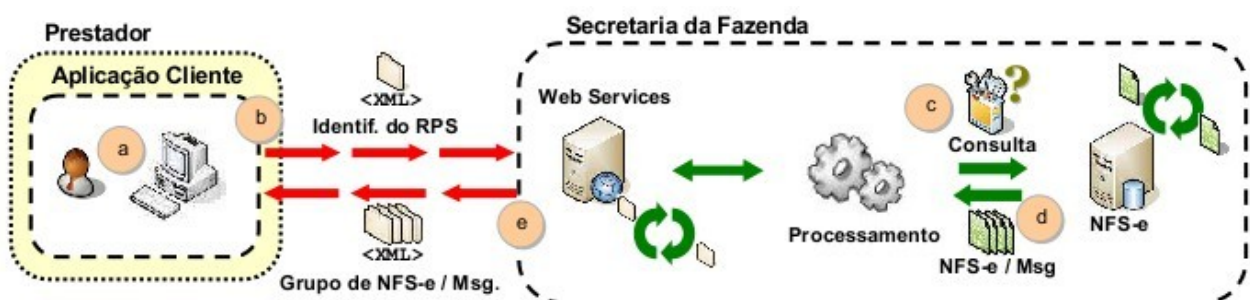 Prestador
Secretaria da Fazenda
Aplicação Cliente
a
b
<XML>
Identif. do RPS
<XML>
Grupo de NFS-e / Msg.
Web Services
e
Processamento
c
?
Consulta
d
NFS-e / Msg
NFS-e